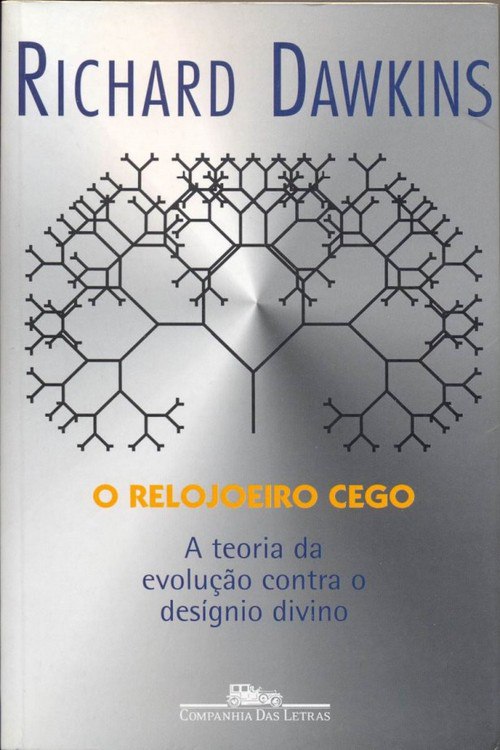 RICHARD DAWKINS
O RELOJOEIRO CEGO
A teoria da
evolução contra o
desígnio divino
COMPANHIA DAS LETRAS